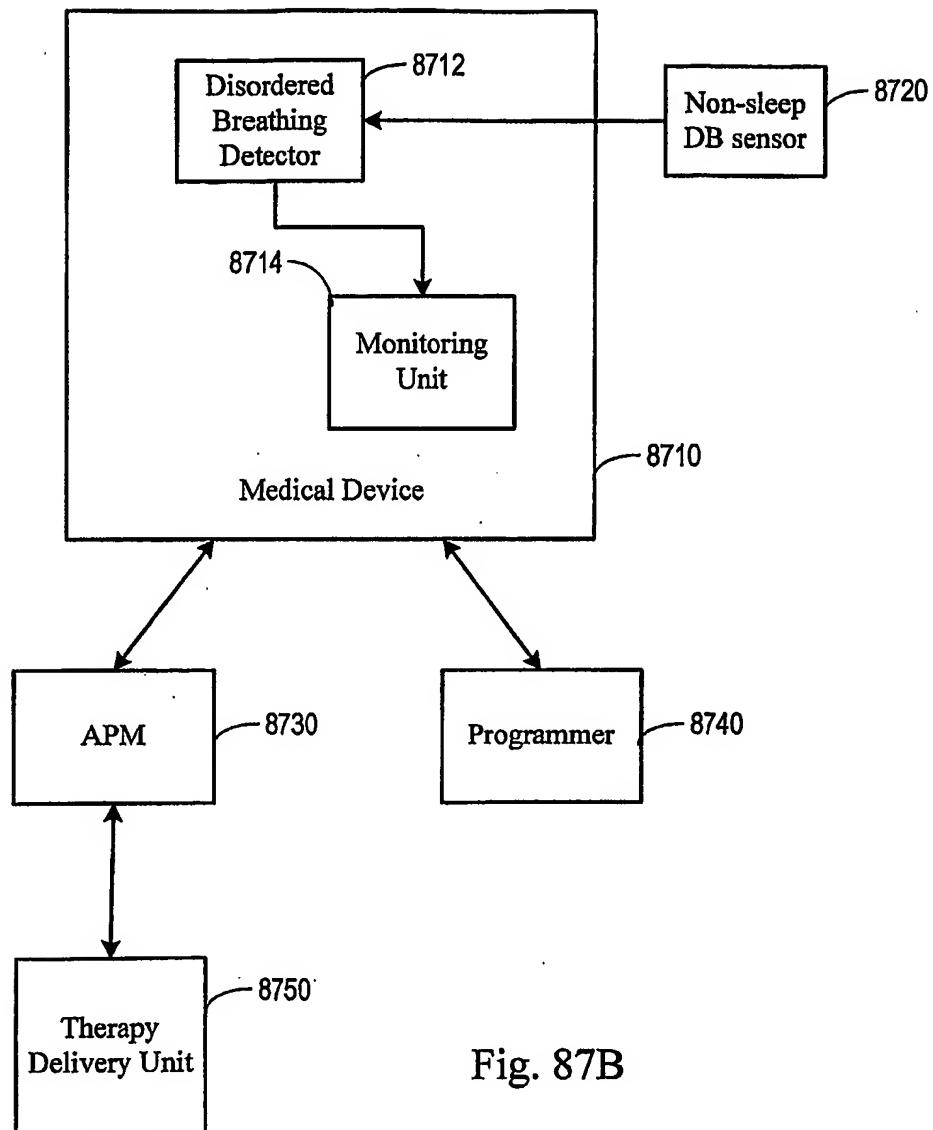 8712
Disordered
Breathing
Detector
Non-sleep
DB sensor
8720
8714
Monitoring
Unit
8710
Medical Device
APM
8730
Programmer
8740
Therapy
Delivery Unit
8750
Fig. 87B